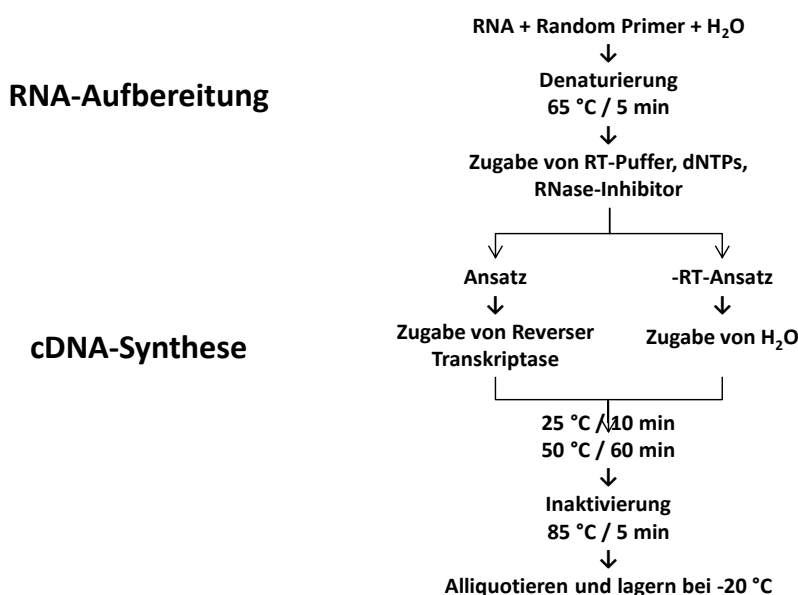 RNA + Random Primer + H₂O
RNA-Aufbereitung
Denaturierung
65 °C / 5 min
Zugabe von RT-Puffer, dNTPs,
RNase-Inhibitor
Ansatz
-RT-Ansatz
cDNA-Synthese
Zugabe von Reverser
Transkriptase
Zugabe von H₂O
25 °C / 10 min
50 °C / 60 min
Inaktivierung
85 °C / 5 min
Alliquotieren und lagern bei -20 °C